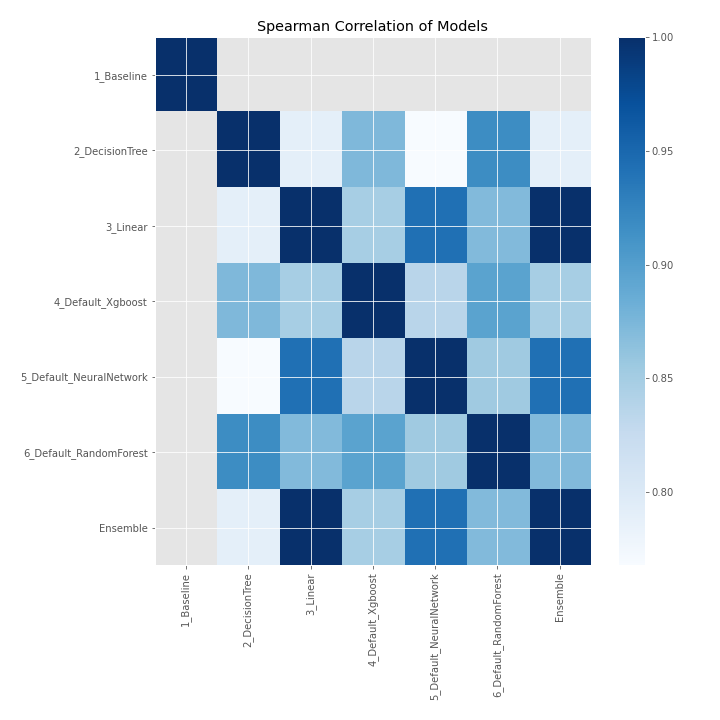 Spearman Correlation of Models
1_Baseline
2_DecisionTree
3_Linear
4_Default_Xgboost
5_Default_NeuralNetwork
6_Default_RandomForest
Ensemble
1_Baseline
2_DecisionTree
3_Linear
4_Default_Xgboost
5_Default_NeuralNetwork
6_Default_RandomForest
Ensemble
1.00
0.95
0.90
0.85
0.80